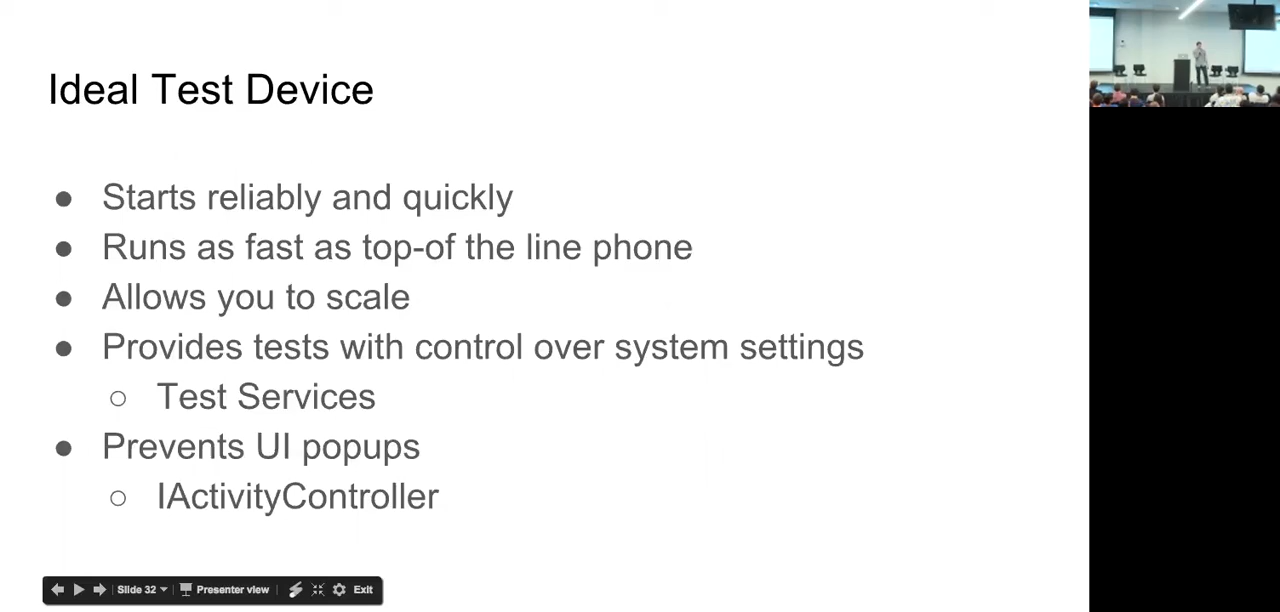 Ideal Test Device
● Starts reliably and quickly
● Runs as fast as top-of the line phone
● Allows you to scale
● Provides tests with control over system settings
○ Test Services
● Prevents UI popups
○ IActivityController
Slide 32 Presenter view Exit